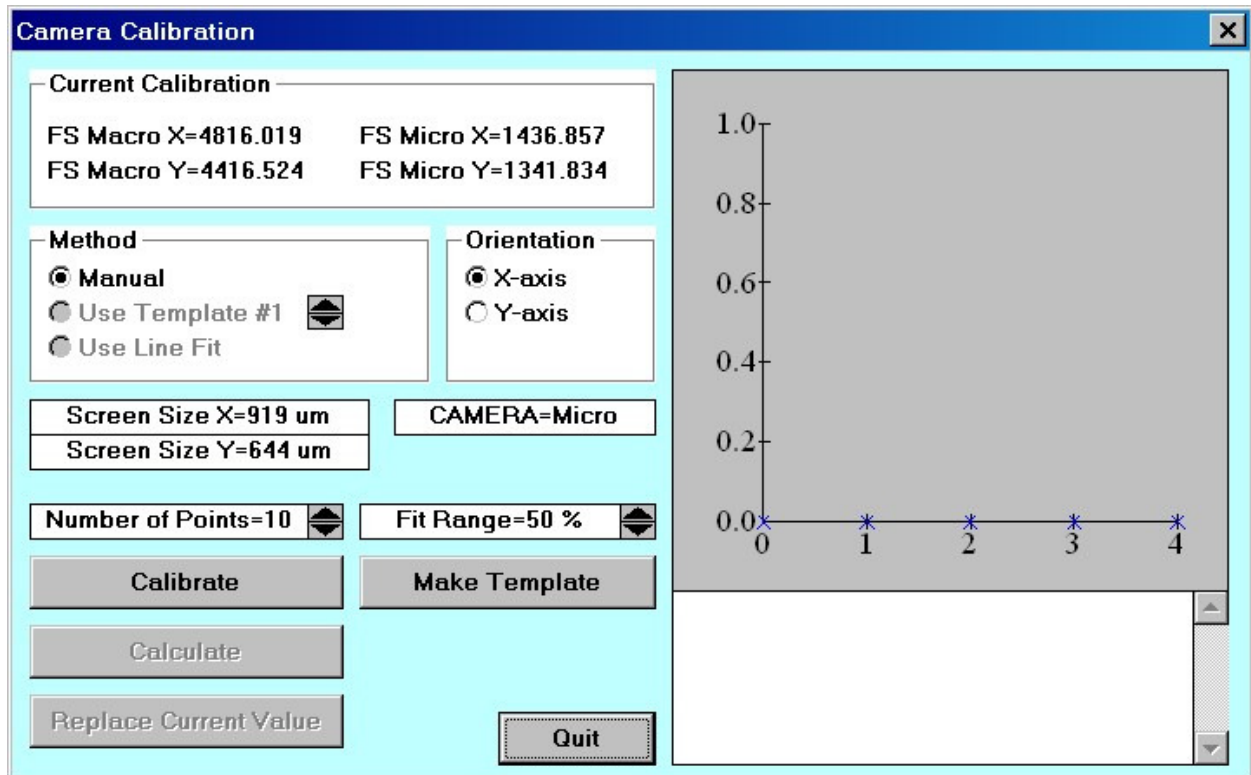 Camera Calibration
Current Calibration
FS Macro X=4816.019 FS Micro X=1436.857
FS Macro Y=4416.524 FS Micro Y=1341.834
Method
Manual
Use Template #1
Use Line Fit
Orientation
X-axis
Y-axis
Screen Size X=919 um
Screen Size Y=644 um
CAMERA=Micro
Number of Points=10
Fit Range=50 %
Calibrate
Make Template
Calculate
Replace Current Value
Quit
1.0
0.8
0.6
0.4
0.2
0.0
0 1 2 3 4